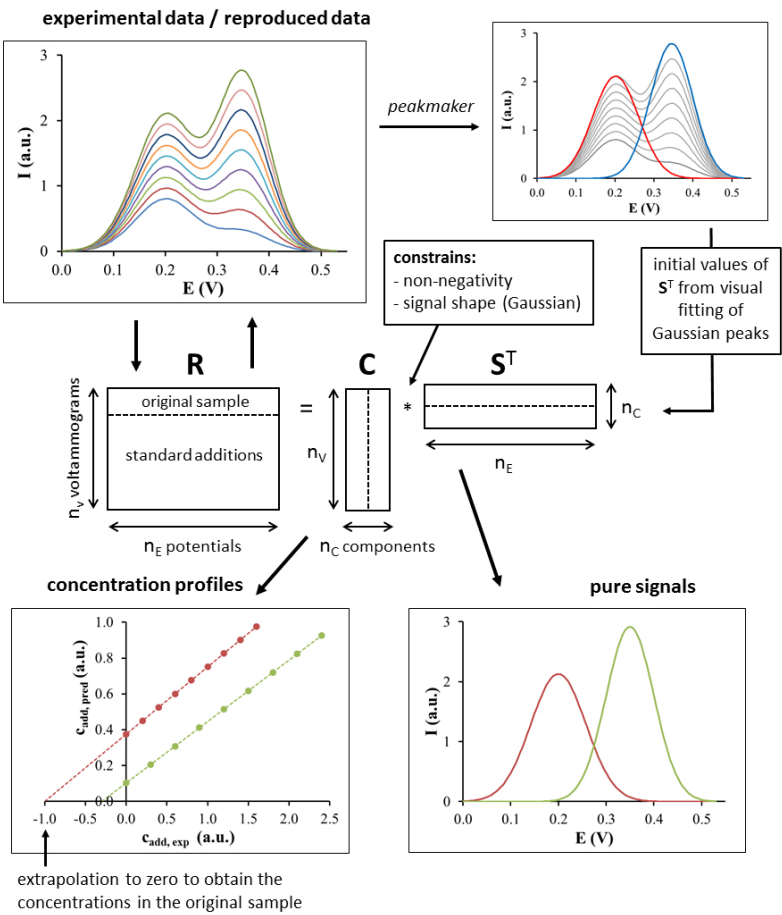 experimental data / reproduced data
3
2
1
0
I (a.u.)
0.0 0.1 0.2 0.3 0.4 0.5
E (V)
peakmaker
3
2
1
0
I (a.u.)
0.0 0.1 0.2 0.3 0.4 0.5
E (V)
constrains:
- non-negativity
- signal shape (Gaussian)
initial values of
Sᵀ from visual
fitting of
Gaussian peaks
R
C
Sᵀ
nᵥ voltammograms
original sample
standard additions
=
n_V
*
n_C
n_E
n_E potentials
n_C components
concentration profiles
1.0
0.8
0.6
0.4
0.2
0.0
c_add, pred (a.u.)
-1.0 -0.5 0.0 0.5 1.0 1.5 2.0 2.5
c_add, exp (a.u.)
extrapolation to zero to obtain the
concentrations in the original sample
pure signals
3
2
1
0
I (a.u.)
0.0 0.1 0.2 0.3 0.4 0.5
E (V)